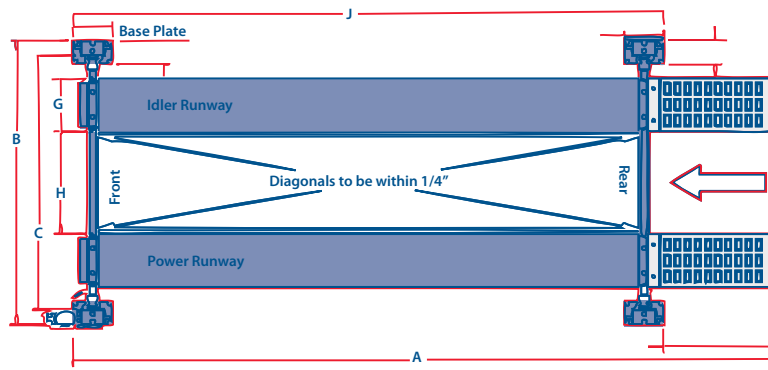 J
Base Plate
G
Idler Runway
B
Front
Diagonals to be within 1/4”
Rear
H
C
Power Runway
A